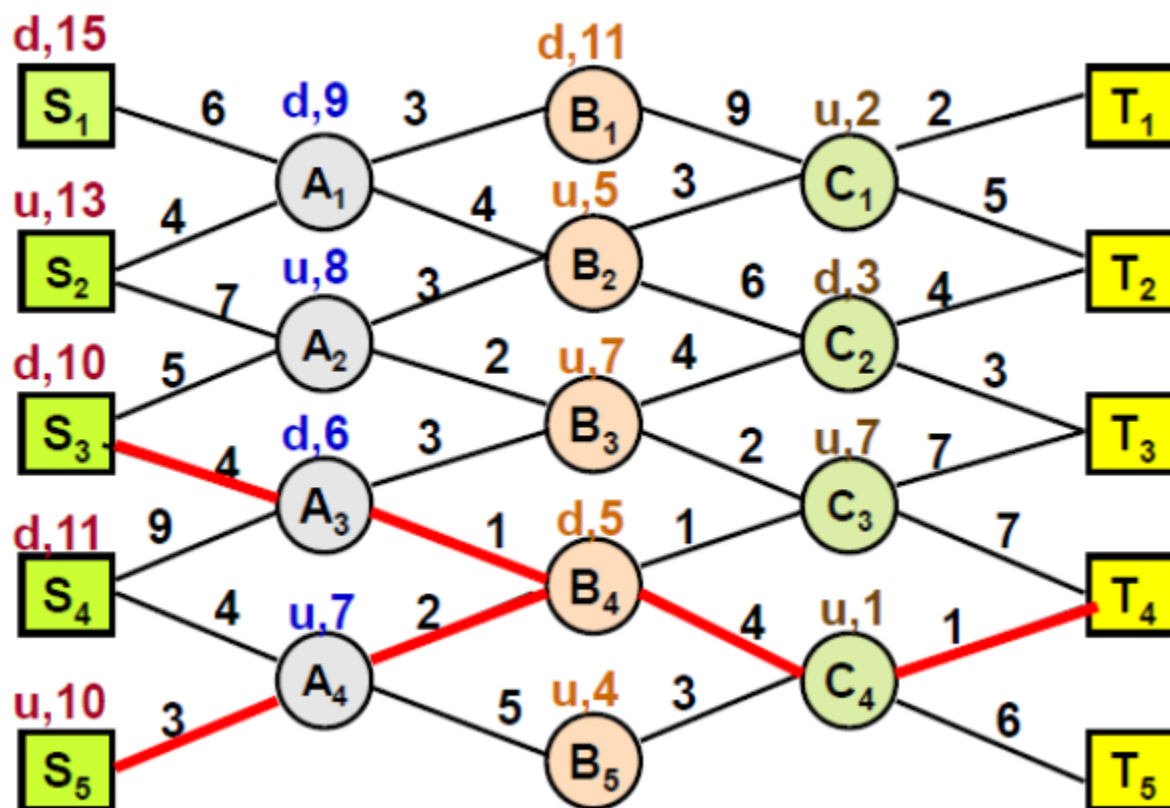 d,15
S1
6
d,9
A1
3
d,11
B1
9
u,2
C1
2
T1
u,13
S2
4
7
4
u,5
B2
3
5
T2
u,8
A2
3
6
d,3
C2
4
d,10
S3
5
2
u,7
B3
4
3
T3
4
d,6
A3
3
2
u,7
C3
7
d,11
S4
9
1
d,5
B4
1
7
T4
4
u,7
A4
2
4
u,1
C4
1
u,10
S5
3
5
u,4
B5
3
6
T5